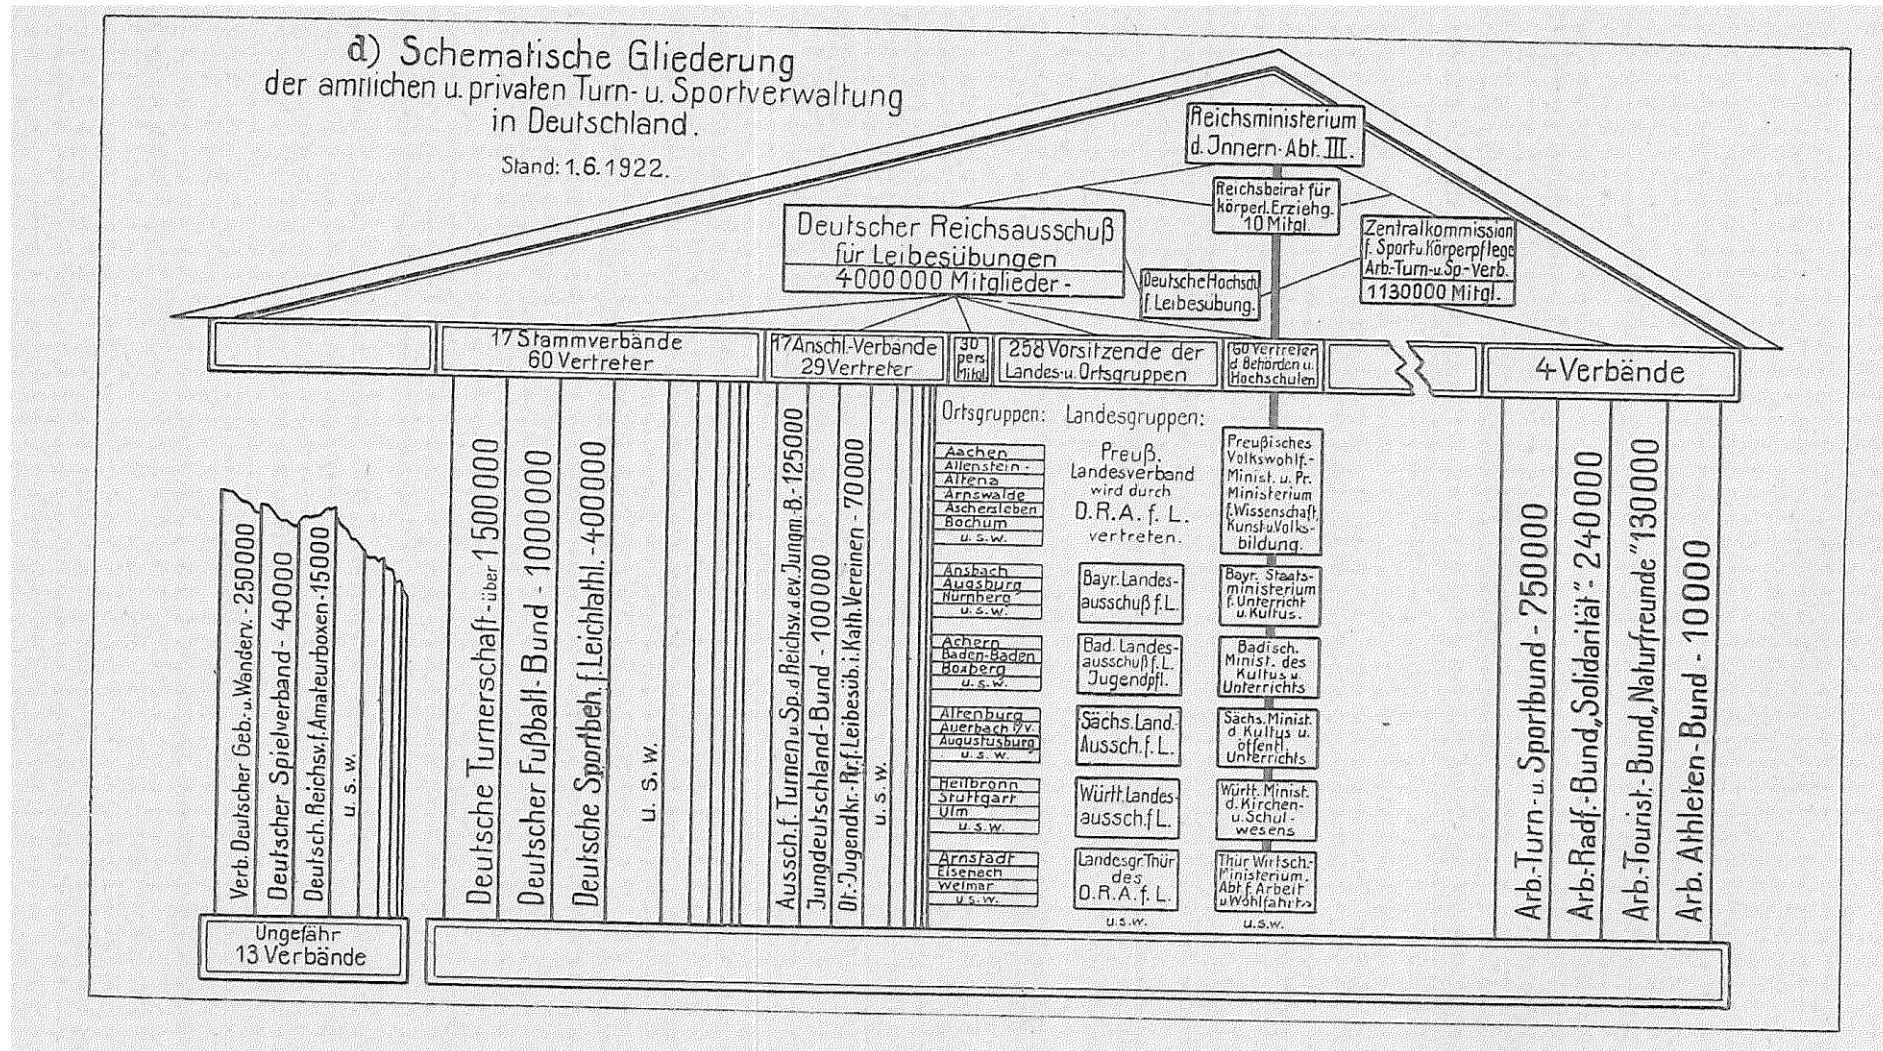 d) Schematische Gliederung
der amtlichen u. privaten Turn- u. Sportverwaltung
in Deutschland.
Stand: 1.6.1922.
Reichsministerium
d. Innern-Abt. III.
Reichsbeirat für
körperl. Erziehg.
10 Mitgl.
Deutscher Reichsausschuß
für Leibesübungen
4000000 Mitglieder -
Zentralkommission
f. Sport u. Körperpflege
Arb.-Turn- u. Sp.-Verb.
1130000 Mitgl.
Deutsche Hochschu
f. Leibesübung.
17 Stammverbände
60 Vertreter
17 Anschl.-Verbände
29 Vertreter
30
pers.
Mitgl.
258 Vorsitzende der
Landes- u. Ortsgruppen
60 Vertreter
d. Behörden u.
Hochschulen
4-Verbände
Verb. Deutscher Geb.- u. Wanderv. - 250000
Deutscher Spielverband - 40000
Deutsch. Reichsv. f. Amateurboxen - 15000
u. s. w.
Ungefähr
13 Verbände
Deutsche Turnerschaft - über 1500000
Deutscher Fußball-Bund - 1000000
Deutsche Sportbeh. f. Leichtathl. - 400000
u. s. w.
Aussch. f. Turnen u. Sp. d. Reichsv. d. ev. Jungm.-B. - 125000
Jungdeutschland-Bund - 100000
Jugendkr. f. Leibesüb. i. Kath. Vereinen - 70000
u. s. w.
Ortsgruppen:
Aachen
Allenstein -
Altena
Arnswalde
Aschersleben
Bochum
u. s. w.
Ansbach
Augsburg
Nürnberg
u. s. w.
Achern
Baden-Baden
Boxberg
u. s. w.
Altenburg
Auerbach i/V.
Augustusburg
u. s. w.
Heilbronn
Stuttgart
Ulm
u. s. w.
Arnstadt
Eisenach
Weimar
u. s. w.
Landesgruppen:
Preuß.
Landesverband
wird durch
D.R.A. f. L.
vertreten.
Bayr. Landes-
ausschuß f. L.
Bad. Landes-
ausschuß f. L.
Jugendpfl.
Sächs. Land.
Aussch. f. L.
Württ. Landes-
aussch. f L.
Landesgr. Thür
des
D.R.A. f. L.
u.s.w.
Preußisches
Volkswohlf.-
Minist. u. Pr.
Ministerium
f. Wissenschaft,
Kunst u. Volks-
bildung.
Bayr. Staats-
ministerium
f. Unterricht
u. Kultus.
Badisch.
Minist. des
Kultus u.
Unterrichts
Sächs. Minist.
d. Kultus u.
öffentl.
Unterrichts
Württ. Minist.
d. Kirchen-
u. Schul-
wesens
Thür. Wirtsch.-
Ministerium.
Abt. f. Arbeit
u. Wohlfahrt
u.s.w.
Arb.-Turn- u. Sportbund - 750000
Arb.-Radf.-Bund „Solidarität" - 240000
Arb.-Tourist.-Bund „Naturfreunde" 130000
Arb. Athleten-Bund - 10000